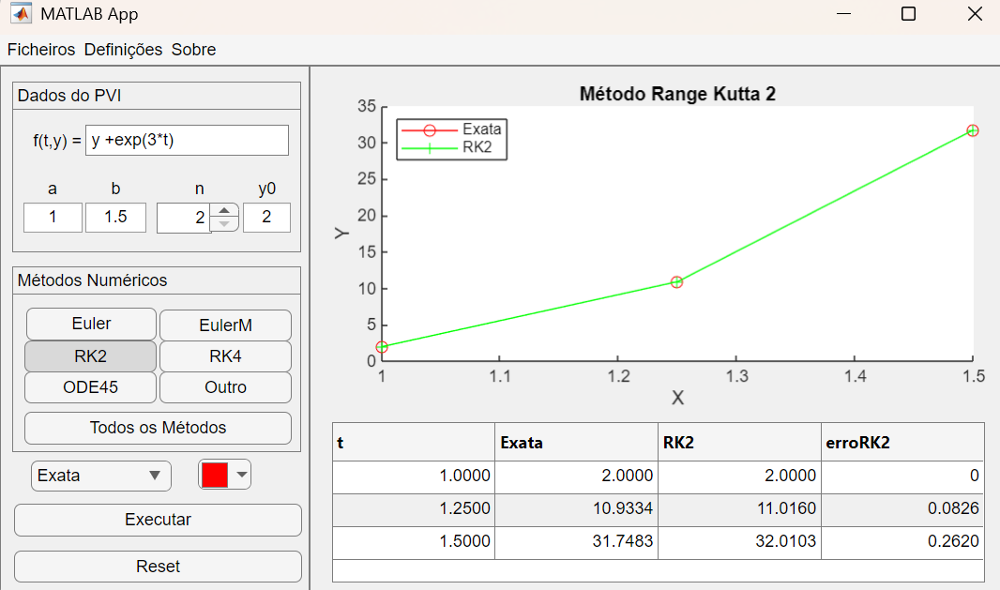 MATLAB App
Ficheiros Definições Sobre
Dados do PVI
f(t,y) = y +exp(3*t)
a b n y0
1 1.5 2 2
Métodos Numéricos
Euler EulerM
RK2 RK4
ODE45 Outro
Todos os Métodos
Exata
Executar
Reset
Método Range Kutta 2
Exata
RK2
35
30
25
20
15
10
5
0
Y
1 1.1 1.2 1.3 1.4 1.5
X
t Exata RK2 erroRK2
1.0000 2.0000 2.0000 0
1.2500 10.9334 11.0160 0.0826
1.5000 31.7483 32.0103 0.2620